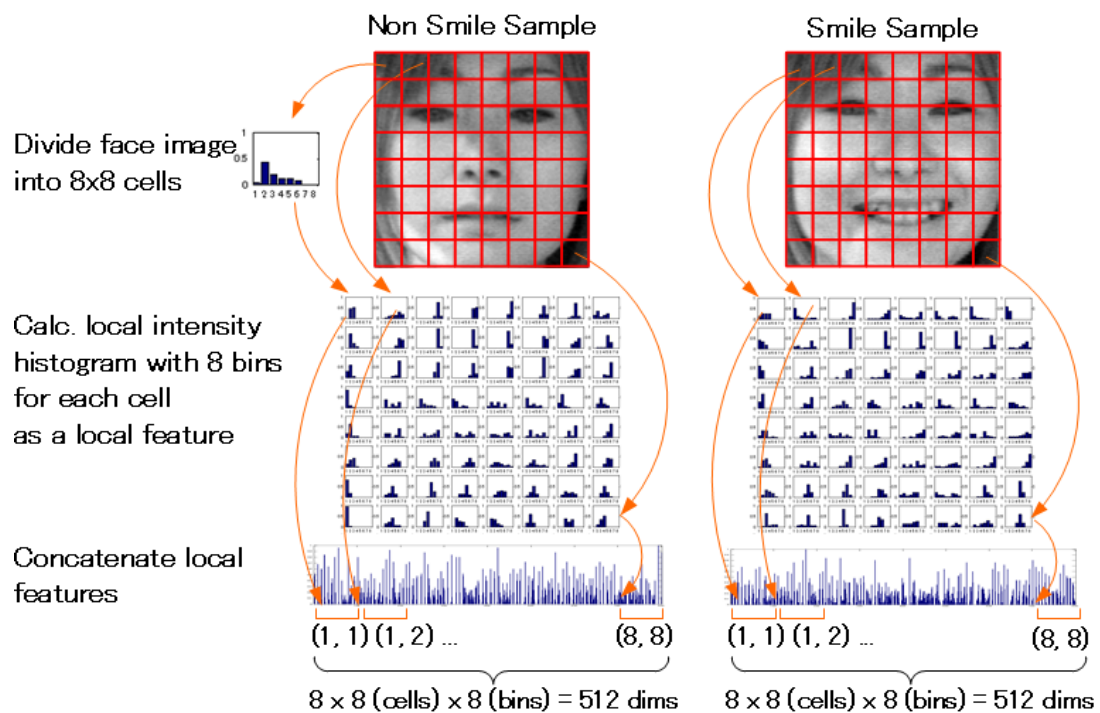 Non Smile Sample
Smile Sample
Divide face image
into 8x8 cells
1
0.5
0
1 2 3 4 5 6 7 8
Calc. local intensity
histogram with 8 bins
for each cell
as a local feature
Concatenate local
features
(1, 1) (1, 2) ... (8, 8)
(1, 1) (1, 2) ... (8, 8)
8 x 8 (cells) x 8 (bins) = 512 dims
8 x 8 (cells) x 8 (bins) = 512 dims